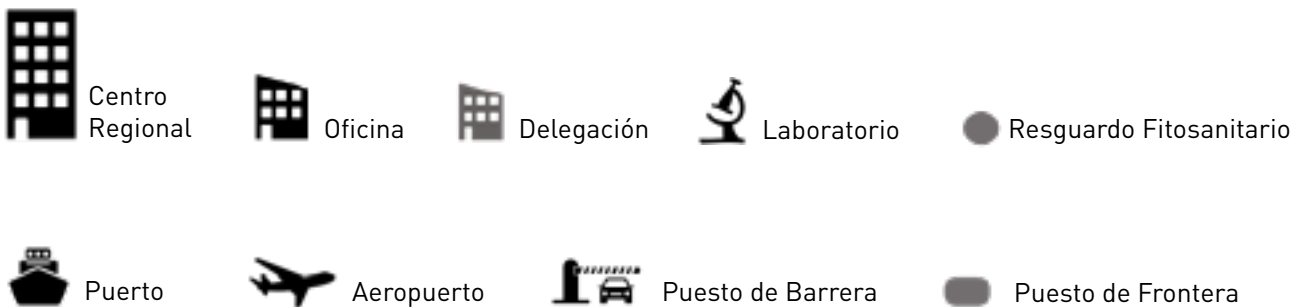 Centro
Regional
Oficina
Delegación
Laboratorio
Resguardo Fitosanitario
Puerto
Aeropuerto
Puesto de Barrera
Puesto de Frontera